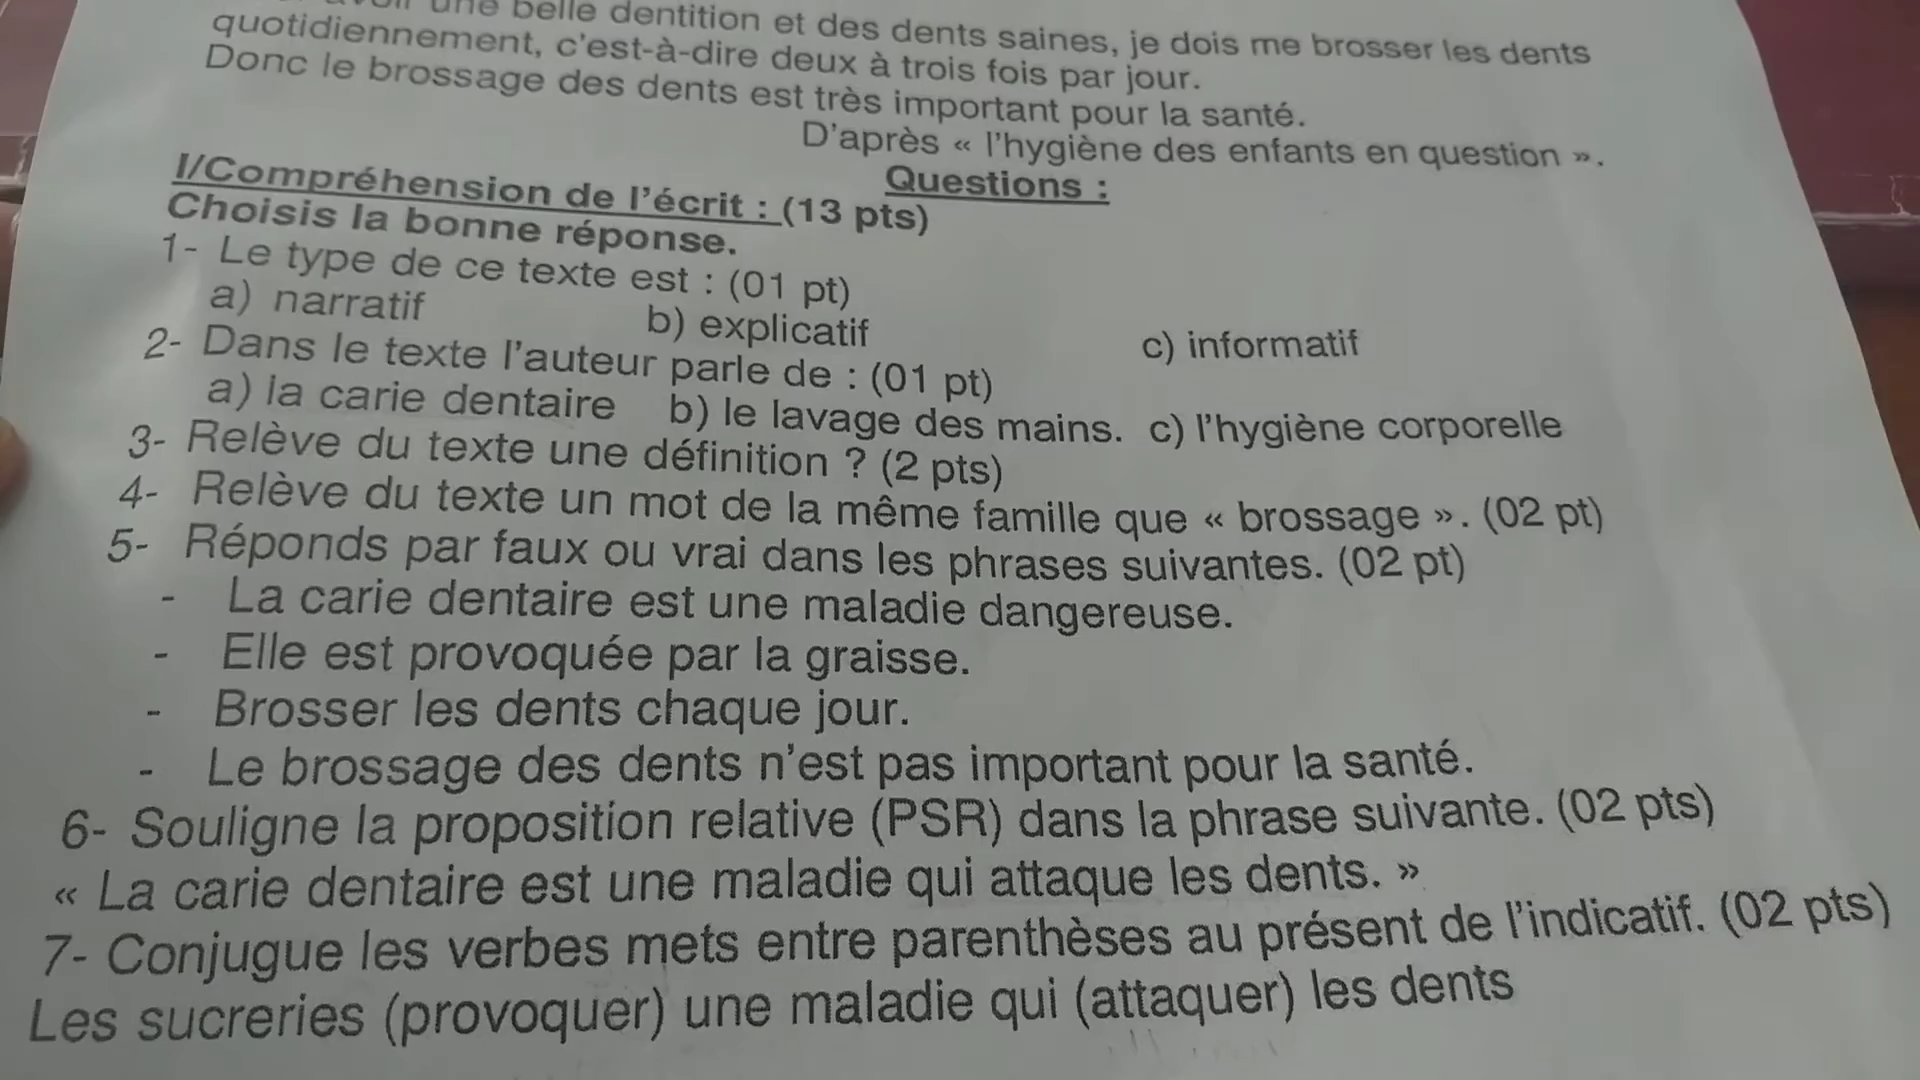 une belle dentition et des dents saines, je dois me brosser les dents
quotidiennement, c'est-à-dire deux à trois fois par jour.
Donc le brossage des dents est très important pour la santé.
D'après « l'hygiène des enfants en question ».
Questions :
I/Compréhension de l'écrit : (13 pts)
Choisis la bonne réponse.
1- Le type de ce texte est : (01 pt)
a) narratif b) explicatif c) informatif
2- Dans le texte l'auteur parle de : (01 pt)
a) la carie dentaire b) le lavage des mains. c) l'hygiène corporelle
3- Relève du texte une définition ? (2 pts)
4- Relève du texte un mot de la même famille que « brossage ». (02 pt)
5- Réponds par faux ou vrai dans les phrases suivantes. (02 pt)
- La carie dentaire est une maladie dangereuse.
- Elle est provoquée par la graisse.
- Brosser les dents chaque jour.
- Le brossage des dents n'est pas important pour la santé.
6- Souligne la proposition relative (PSR) dans la phrase suivante. (02 pts)
« La carie dentaire est une maladie qui attaque les dents. »
7- Conjugue les verbes mets entre parenthèses au présent de l'indicatif. (02 pts)
Les sucreries (provoquer) une maladie qui (attaquer) les dents